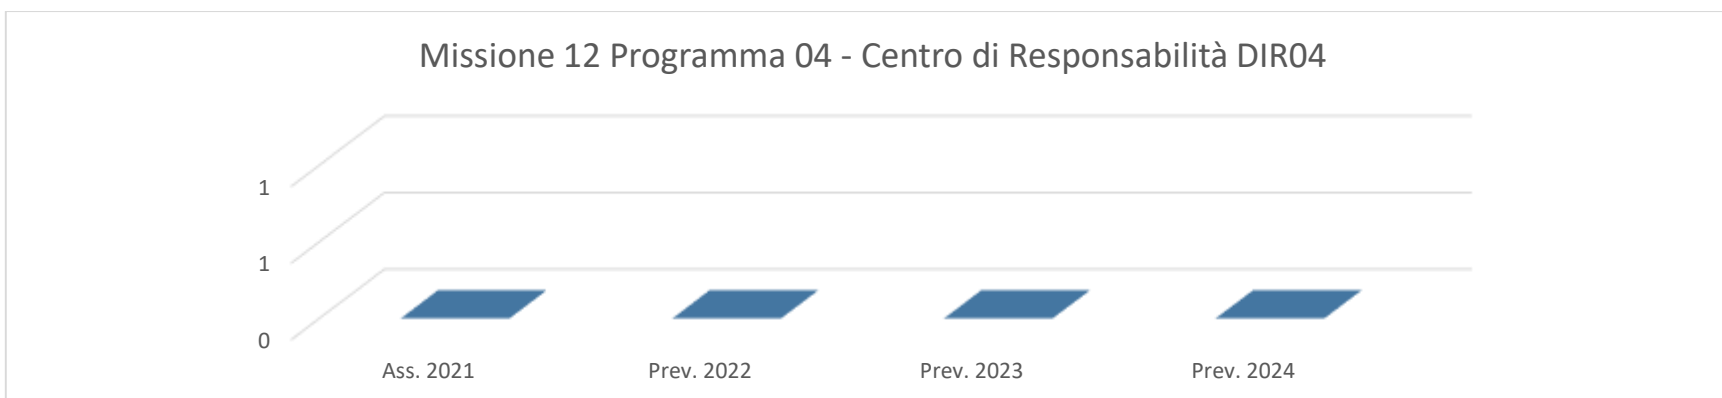 Missione 12 Programma 04 - Centro di Responsabilità DIR04
1
1
0
Ass. 2021 Prev. 2022 Prev. 2023 Prev. 2024